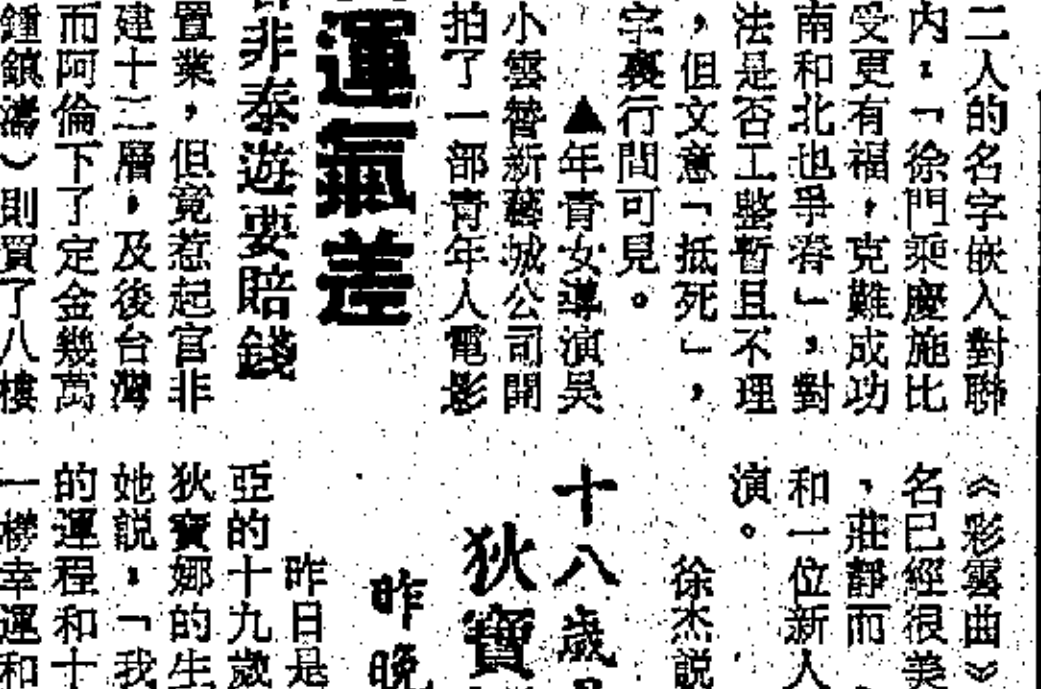 二人的名字嵌入對聯
内：「徐門乘慶施比
受更有福，克難成功
南和北也爭眷」，對
法是否工整暫且不理
，但文意「抵死」，
字裏行間可見。
▲年青女導演吳
小雲替新藝城公司開
拍了一部青年人電影
運氣差
非泰遊要賠錢
置業，但竟惹起官非
建十三層，及後台灣
而阿倫下了定金幾萬
鍾鎮濤）則買了八樓
《彩雲曲》
名已經很美
，莊靜而
和一位新人
演。
徐杰説
十八歲
狄寶
昨晚
昨日是
亞的十九歲
狄寶娜的生
她説：「我
的運程和十
一樣幸運和